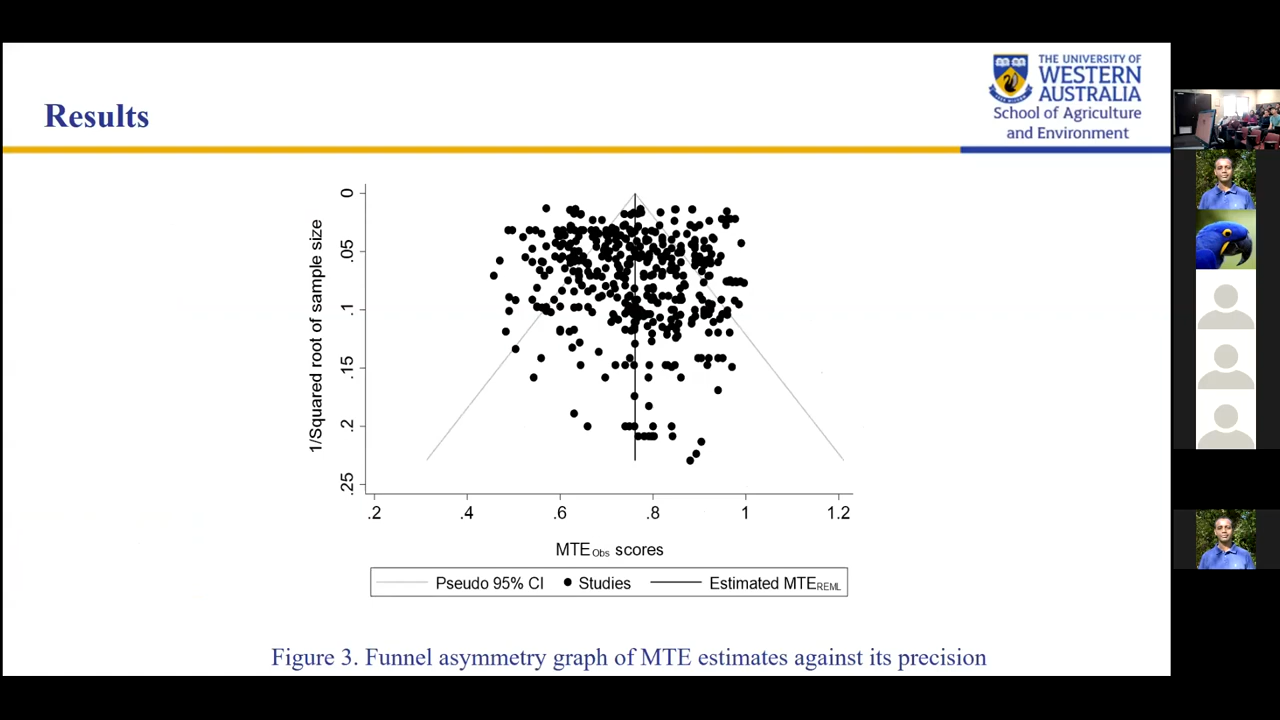 THE UNIVERSITY OF
WESTERN
AUSTRALIA
School of Agriculture
and Environment
Results
0
.05
.1
.15
.2
.25
1/Squared root of sample size
.2 .4 .6 .8 1 1.2
MTEObs scores
Pseudo 95% CI Studies Estimated MTEREML
Figure 3. Funnel asymmetry graph of MTE estimates against its precision